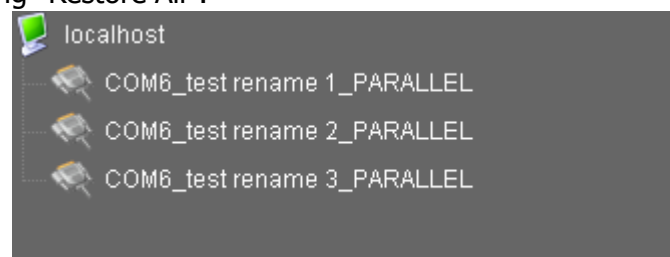 localhost
COM6_test rename 1_PARALLEL
COM6_test rename 2_PARALLEL
COM6_test rename 3_PARALLEL